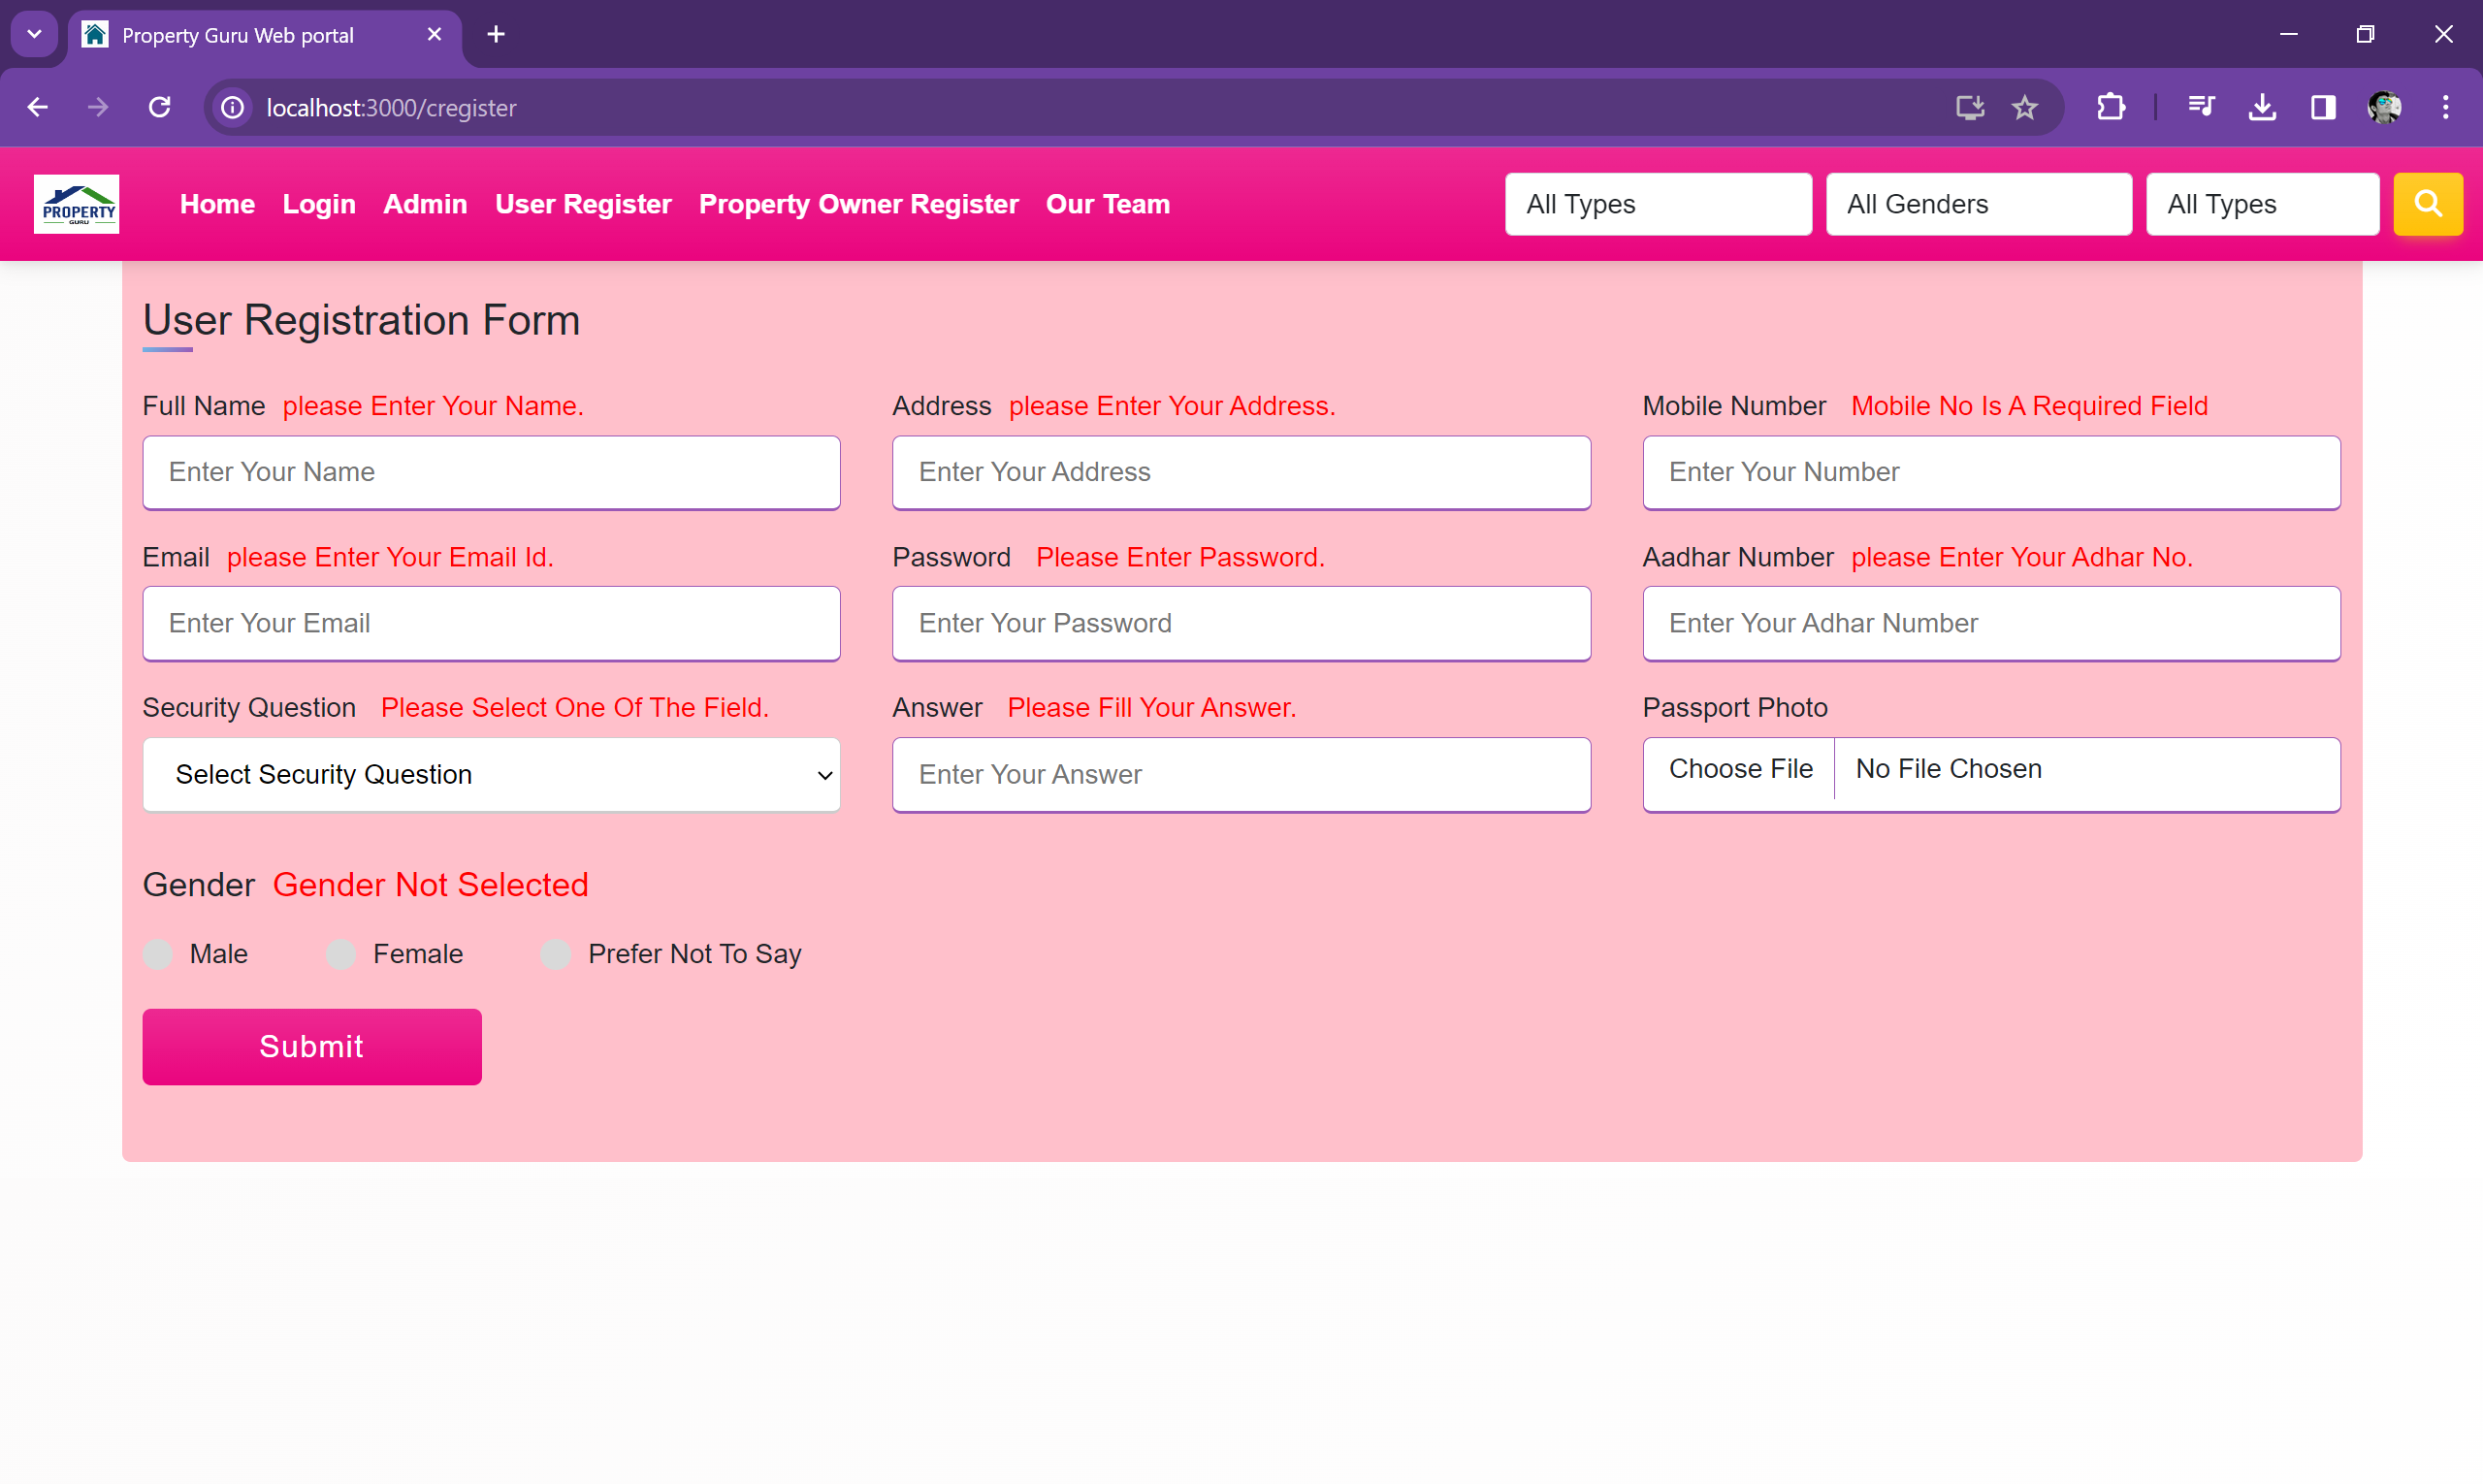 Property Guru Web portal
localhost:3000/cregister
PROPERTY
GURU
Home Login Admin User Register Property Owner Register Our Team
All Types All Genders All Types
User Registration Form
Full Name please Enter Your Name.
Enter Your Name
Address please Enter Your Address.
Enter Your Address
Mobile Number Mobile No Is A Required Field
Enter Your Number
Email please Enter Your Email Id.
Enter Your Email
Password Please Enter Password.
Enter Your Password
Aadhar Number please Enter Your Adhar No.
Enter Your Adhar Number
Security Question Please Select One Of The Field.
Select Security Question
Answer Please Fill Your Answer.
Enter Your Answer
Passport Photo
Choose File No File Chosen
Gender Gender Not Selected
Male Female Prefer Not To Say
Submit